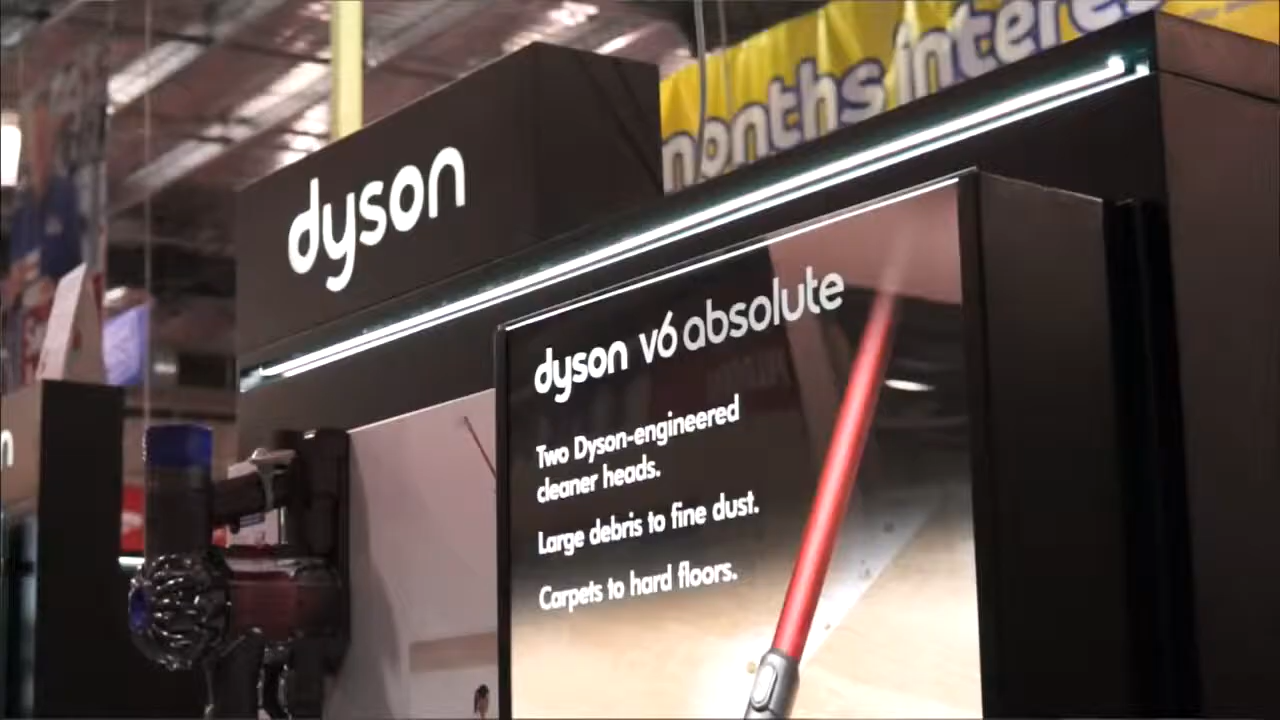 months interes
dyson
dyson v6 absolute
Two Dyson-engineered
cleaner heads.
Large debris to fine dust.
Carpets to hard floors.
n